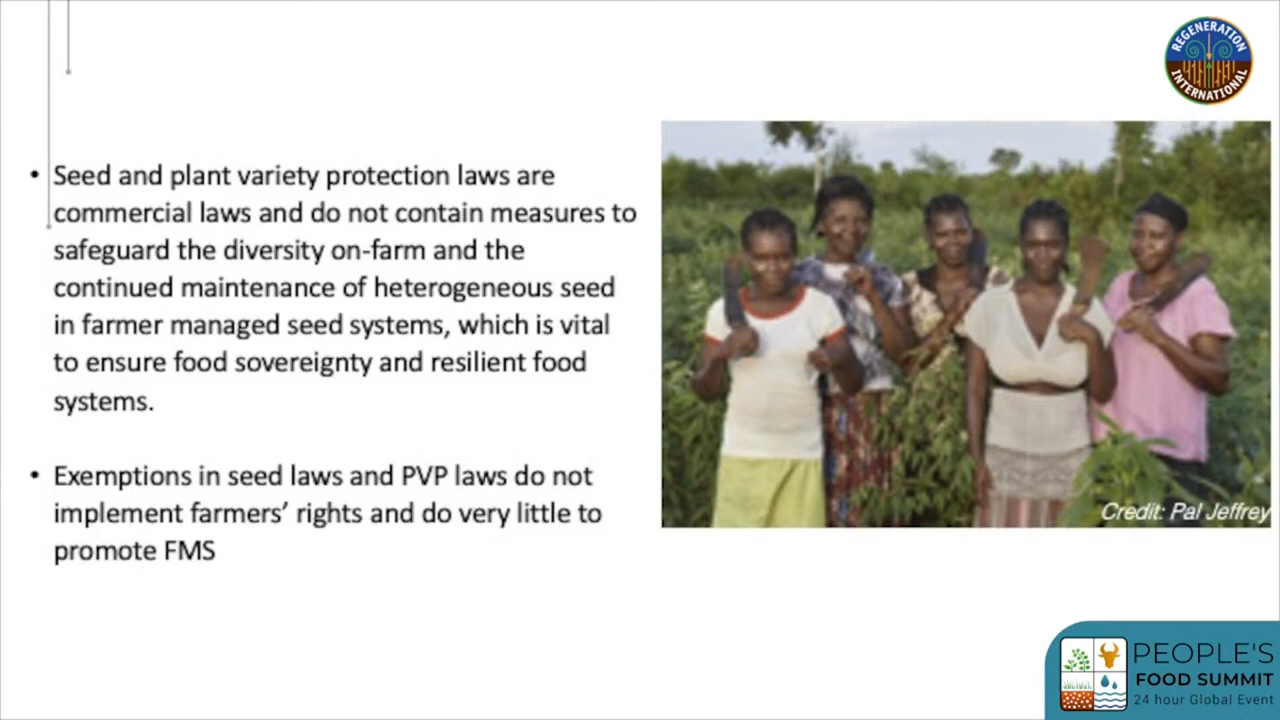 REGENERATION
INTERNATIONAL
• Seed and plant variety protection laws are
commercial laws and do not contain measures to
safeguard the diversity on-farm and the
continued maintenance of heterogeneous seed
in farmer managed seed systems, which is vital
to ensure food sovereignty and resilient food
systems.
• Exemptions in seed laws and PVP laws do not
implement farmers’ rights and do very little to
promote FMS
Credit: Pal Jeffrey
PEOPLE'S
FOOD SUMMIT
24 hour Global Event